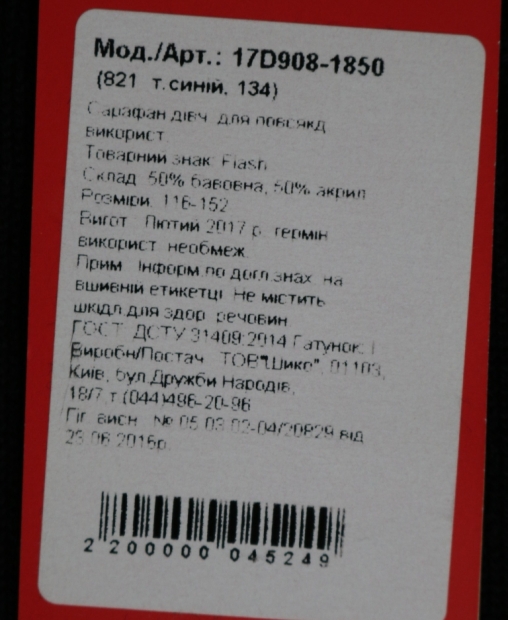 Мод./Арт.: 17D908-1850
(821 т.синій, 134)
Сарафан дівч. для повсякд.
використ.
Товарний знак: Flash
Склад: 50% бавовна, 50% акрил
Розміри: 116-152
Вигот.: Лютий 2017 р. термін
використ. необмеж.
Прим.: Інформ.по догл.знах. на
вшивній етикетці. Не містить
шкідл.для здор. речовин
ГОСТ: ДСТУ 31409:2014 Гатунок: I
Виробн/Постач.: ТОВ"Шико", 01103,
Київ, бул.Дружби Народів,
18/7,т.(044)496-20-96
Гіг. висн.: № 05.03.02-04/20829 від
23.06.2016р.
2 200000 045249